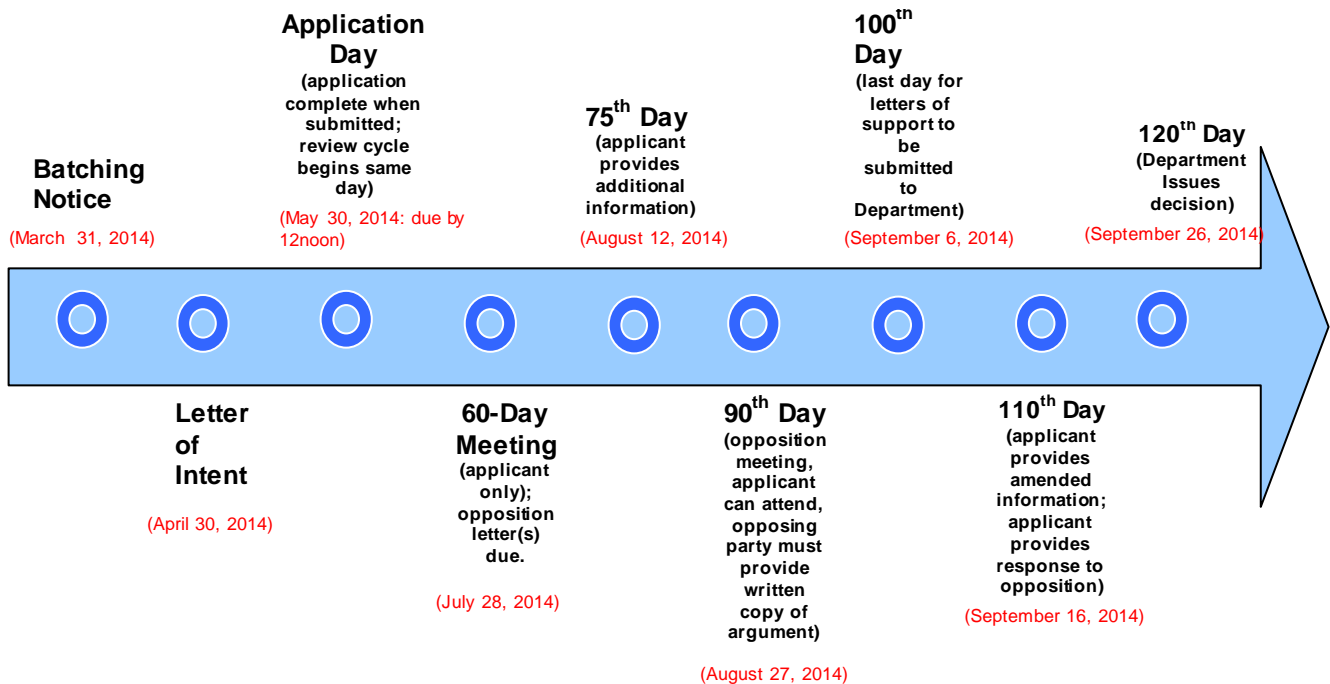 Batching
Notice
(March 31, 2014)
Letter
of
Intent
(April 30, 2014)
Application
Day
(application
complete when
submitted;
review cycle
begins same
day)
(May 30, 2014: due by
12noon)
60-Day
Meeting
(applicant
only);
opposition
letter(s)
due.
(July 28, 2014)
75th Day
(applicant
provides
additional
information)
(August 12, 2014)
90th Day
(opposition
meeting,
applicant
can attend,
opposing
party must
provide
written
copy of
argument)
(August 27, 2014)
100th
Day
(last day for
letters of
support to
be
submitted
to
Department)
(September 6, 2014)
110th Day
(applicant
provides
amended
information;
applicant
provides
response to
opposition)
(September 16, 2014)
120th Day
(Department
Issues
decision)
(September 26, 2014)